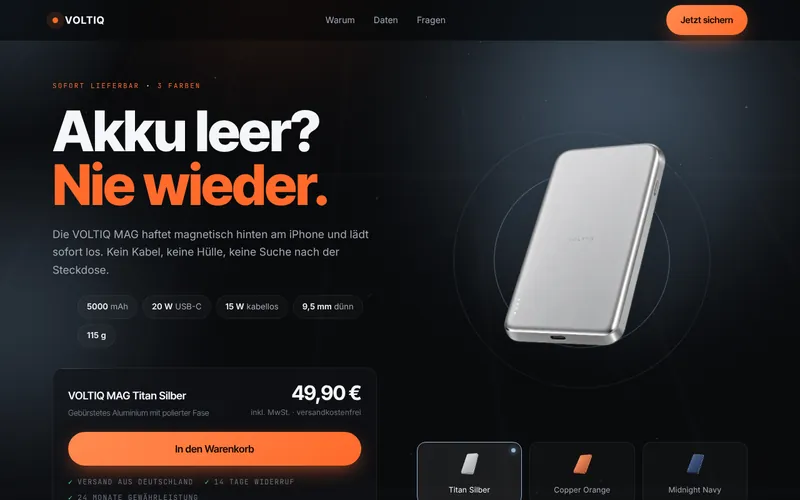 VOLTIQ
Warum Daten Fragen
Jetzt sichern
SOFORT LIEFERBAR · 3 FARBEN
Akku leer?
Nie wieder.
Die VOLTIQ MAG haftet magnetisch hinten am iPhone und lädt
sofort los. Kein Kabel, keine Hülle, keine Suche nach der
Steckdose.
5000 mAh 20 W USB-C 15 W kabellos 9,5 mm dünn
115 g
VOLTIQ MAG Titan Silber 49,90 €
Gebürstetes Aluminium mit polierter Fase inkl. MwSt. · versandkostenfrei
In den Warenkorb
✓ VERSAND AUS DEUTSCHLAND ✓ 14 TAGE WIDERRUF
✓ 24 MONATE GEWÄHRLEISTUNG
VOLTIQ
Titan Silber Copper Orange Midnight Navy